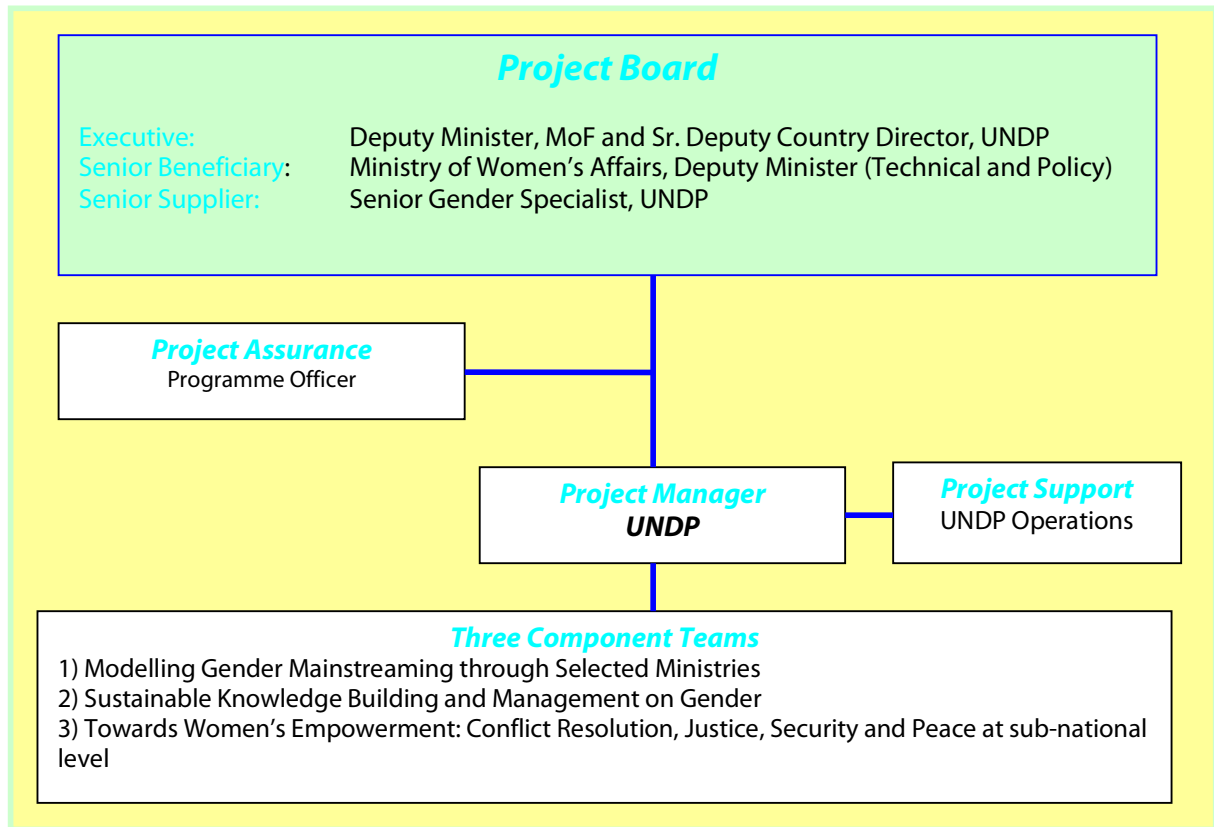 Project Board
Executive: Deputy Minister, MoF and Sr. Deputy Country Director, UNDP
Senior Beneficiary: Ministry of Women’s Affairs, Deputy Minister (Technical and Policy)
Senior Supplier: Senior Gender Specialist, UNDP
Project Assurance
Programme Officer
Project Manager
UNDP
Project Support
UNDP Operations
Three Component Teams
1) Modelling Gender Mainstreaming through Selected Ministries
2) Sustainable Knowledge Building and Management on Gender
3) Towards Women’s Empowerment: Conflict Resolution, Justice, Security and Peace at sub-national
level